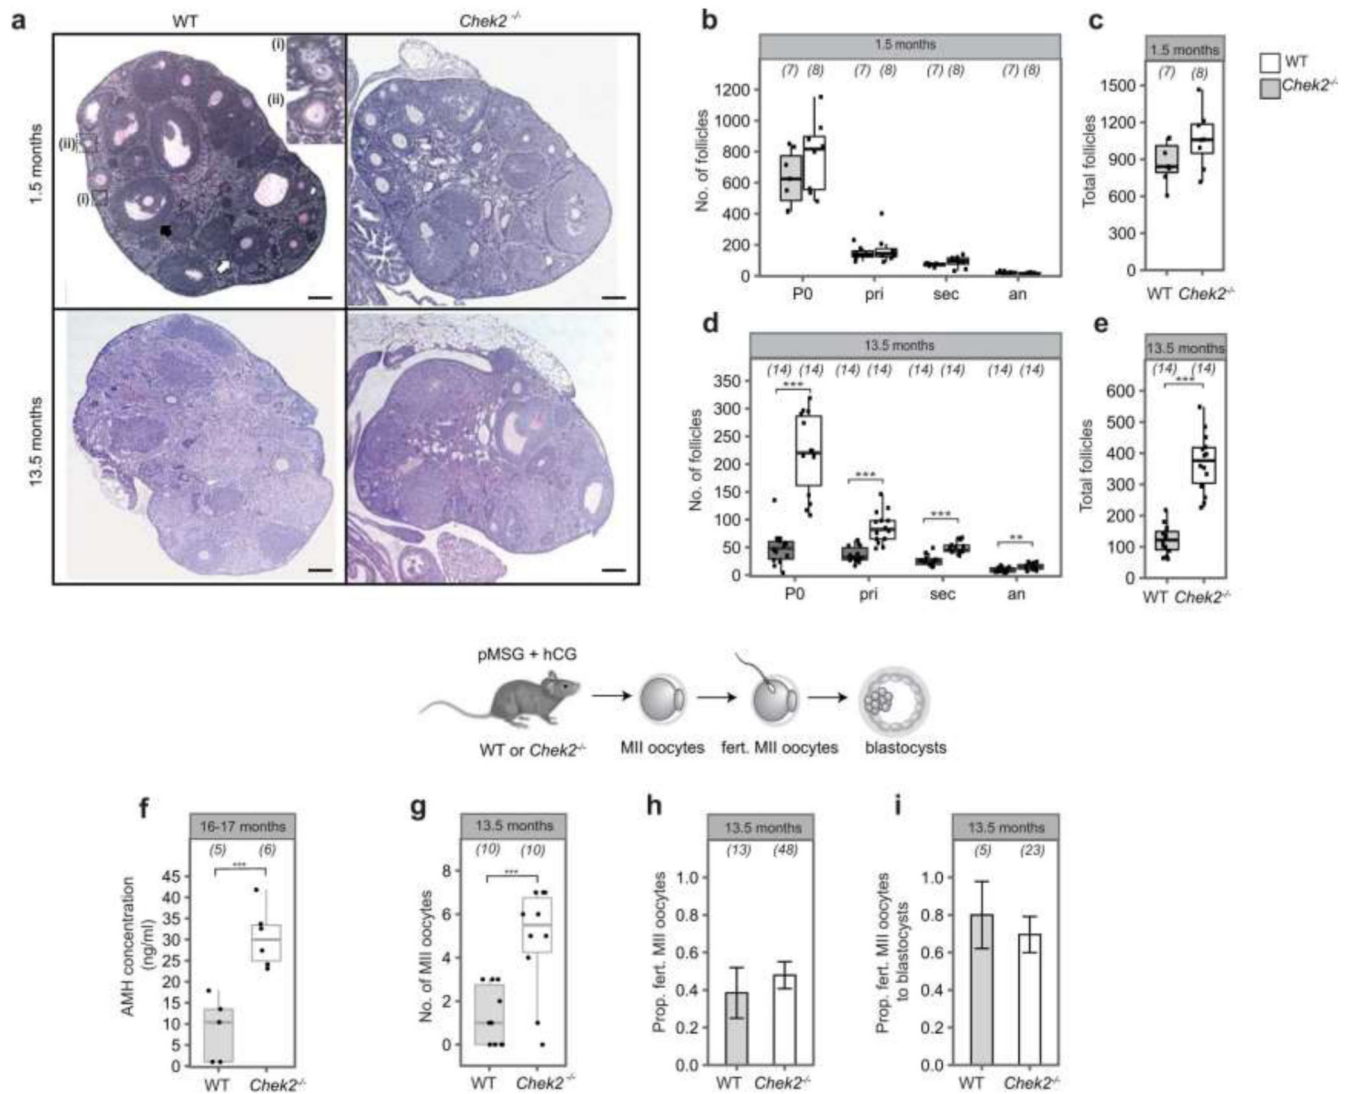 a
WT
Chek2 -/-
1.5 months
13.5 months
(i)
(ii)
(ii)
(i)
b
1.5 months
(7) (8) (7) (8) (7) (8) (7) (8)
No. of follicles
1200
1000
800
600
400
200
0
P0 pri sec an
c
1.5 months
(7) (8)
Total follicles
1500
1200
900
600
300
0
WT Chek2-/-
WT
Chek2-/-
d
13.5 months
(14) (14) (14) (14) (14) (14) (14) (14)
*** *** *** **
No. of follicles
350
300
250
200
150
100
50
0
P0 pri sec an
e
13.5 months
(14) (14)
***
Total follicles
600
500
400
300
200
100
0
WT Chek2-/-
pMSG + hCG
WT or Chek2-/- MII oocytes fert. MII oocytes blastocysts
f
16-17 months
(5) (6)
***
AMH concentration
(ng/ml)
45
40
35
30
25
20
15
10
5
0
WT Chek2-/-
g
13.5 months
(10) (10)
***
No. of MII oocytes
8
6
4
2
0
WT Chek2-/-
h
13.5 months
(13) (48)
Prop. fert. MII oocytes
1.0
0.8
0.6
0.4
0.2
0.0
WT Chek2-/-
i
13.5 months
(5) (23)
Prop. fert. MII oocytes
to blastocysts
1.0
0.8
0.6
0.4
0.2
0.0
WT Chek2-/-